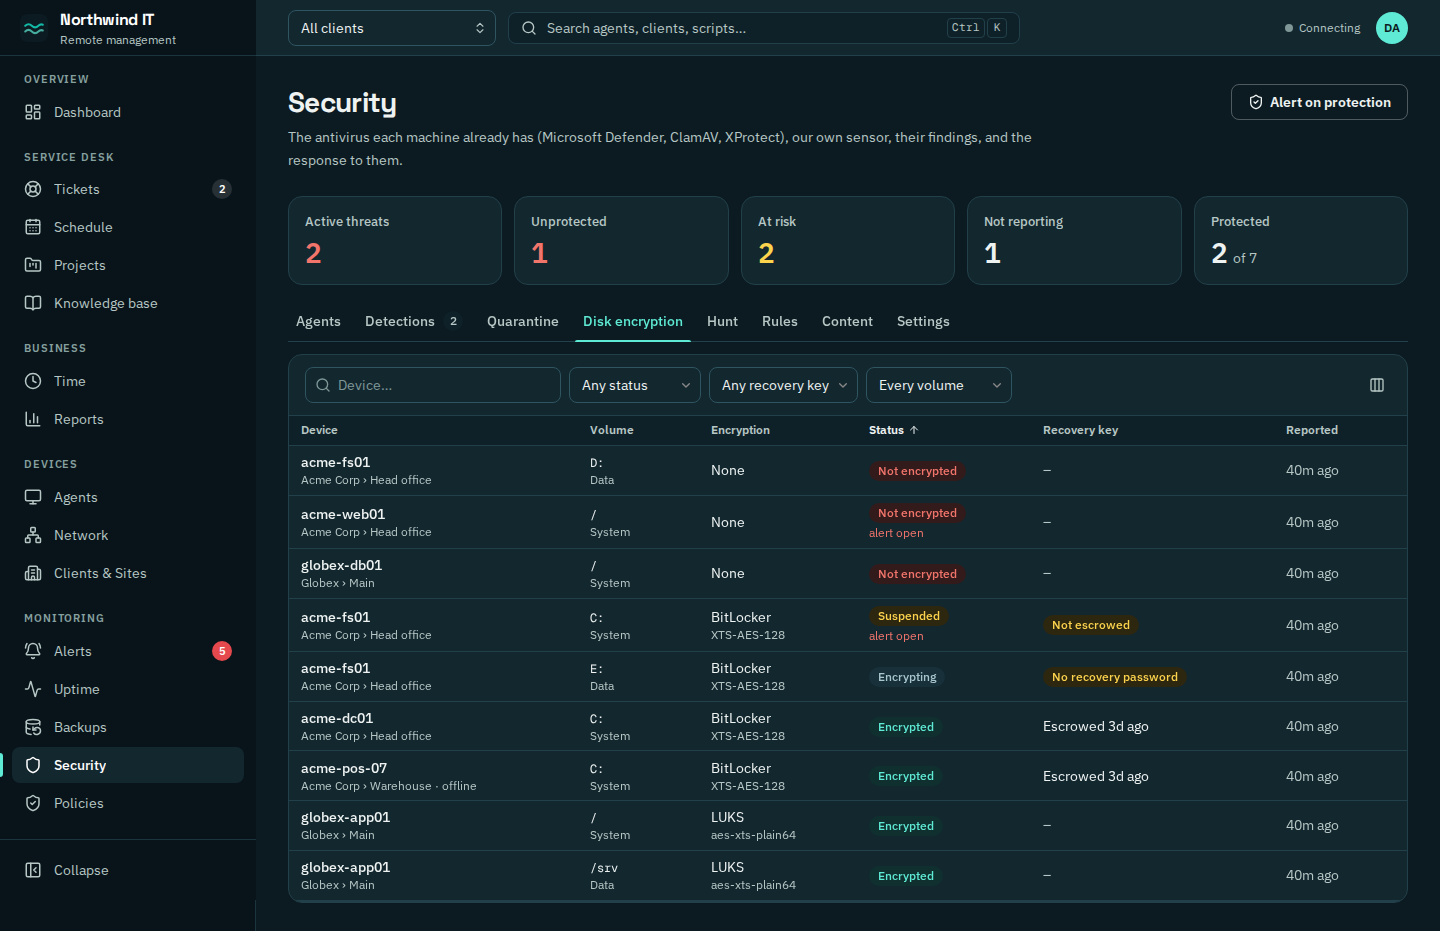 Northwind IT
Remote management
All clients
Search agents, clients, scripts...
Ctrl K
Connecting
DA
OVERVIEW
Dashboard
SERVICE DESK
Tickets 2
Schedule
Projects
Knowledge base
BUSINESS
Time
Reports
DEVICES
Agents
Network
Clients & Sites
MONITORING
Alerts 5
Uptime
Backups
Security
Policies
Collapse
Security
Alert on protection
The antivirus each machine already has (Microsoft Defender, ClamAV, XProtect), our own sensor, their findings, and the
response to them.
Active threats
2
Unprotected
1
At risk
2
Not reporting
1
Protected
2 of 7
Agents Detections 2 Quarantine Disk encryption Hunt Rules Content Settings
Device... Any status Any recovery key Every volume
Device Volume Encryption Status ↑ Recovery key Reported
acme-fs01 D: None Not encrypted – 40m ago
Acme Corp › Head office Data
acme-web01 / None Not encrypted – 40m ago
Acme Corp › Head office System alert open
globex-db01 / None Not encrypted – 40m ago
Globex › Main System
acme-fs01 C: BitLocker Suspended Not escrowed 40m ago
Acme Corp › Head office System XTS-AES-128 alert open
acme-fs01 E: BitLocker Encrypting No recovery password 40m ago
Acme Corp › Head office Data XTS-AES-128
acme-dc01 C: BitLocker Encrypted Escrowed 3d ago 40m ago
Acme Corp › Head office System XTS-AES-128
acme-pos-07 C: BitLocker Encrypted Escrowed 3d ago 40m ago
Acme Corp › Warehouse · offline System XTS-AES-128
globex-app01 / LUKS Encrypted – 40m ago
Globex › Main System aes-xts-plain64
globex-app01 /srv LUKS Encrypted – 40m ago
Globex › Main Data aes-xts-plain64